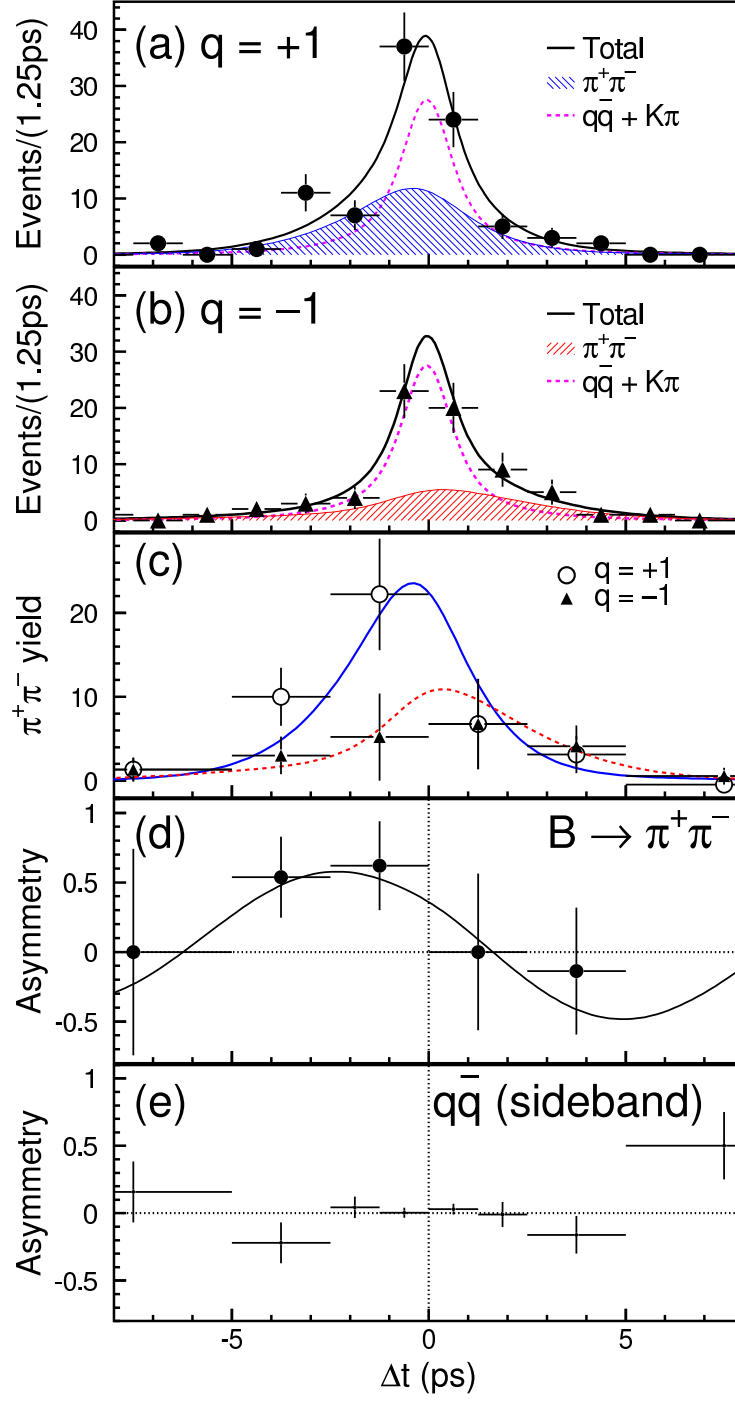 (a) q = +1
Total
π⁺π⁻
qq̅ + Kπ
Events/(1.25ps)
40
30
20
10
0
(b) q = −1
Total
π⁺π⁻
qq̅ + Kπ
Events/(1.25ps)
40
30
20
10
0
(c)
q = +1
q = −1
π⁺π⁻ yield
20
10
0
(d)
B → π⁺π⁻
Asymmetry
1
0.5
0
-0.5
(e)
qq̅ (sideband)
Asymmetry
1
0.5
0
-0.5
-5 0 5
Δt (ps)